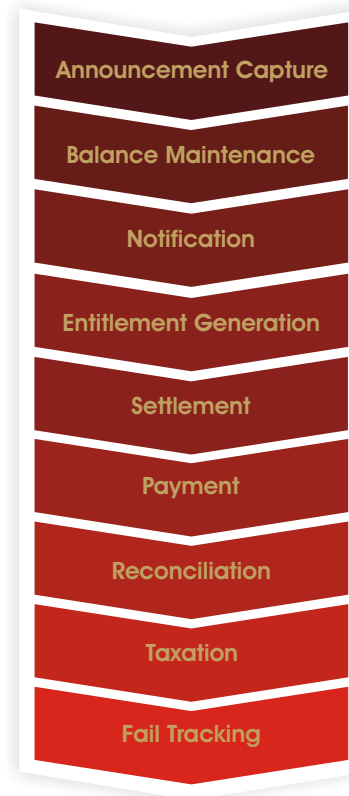 Announcement Capture
Balance Maintenance
Notification
Entitlement Generation
Settlement
Payment
Reconciliation
Taxation
Fail Tracking